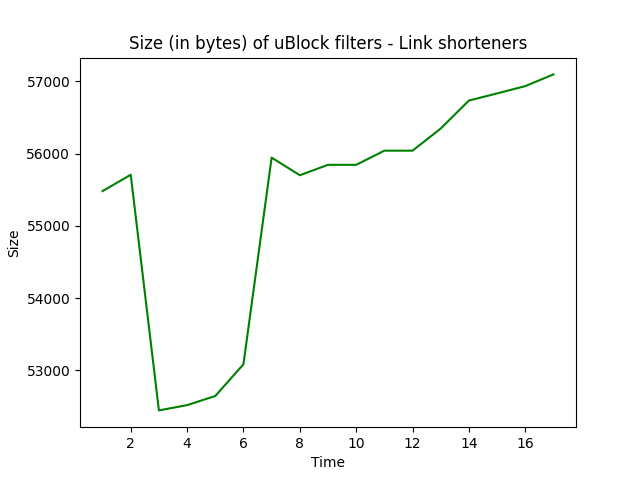 Size (in bytes) of uBlock filters - Link shorteners
57000
56000
55000
54000
53000
Size
2 4 6 8 10 12 14 16
Time